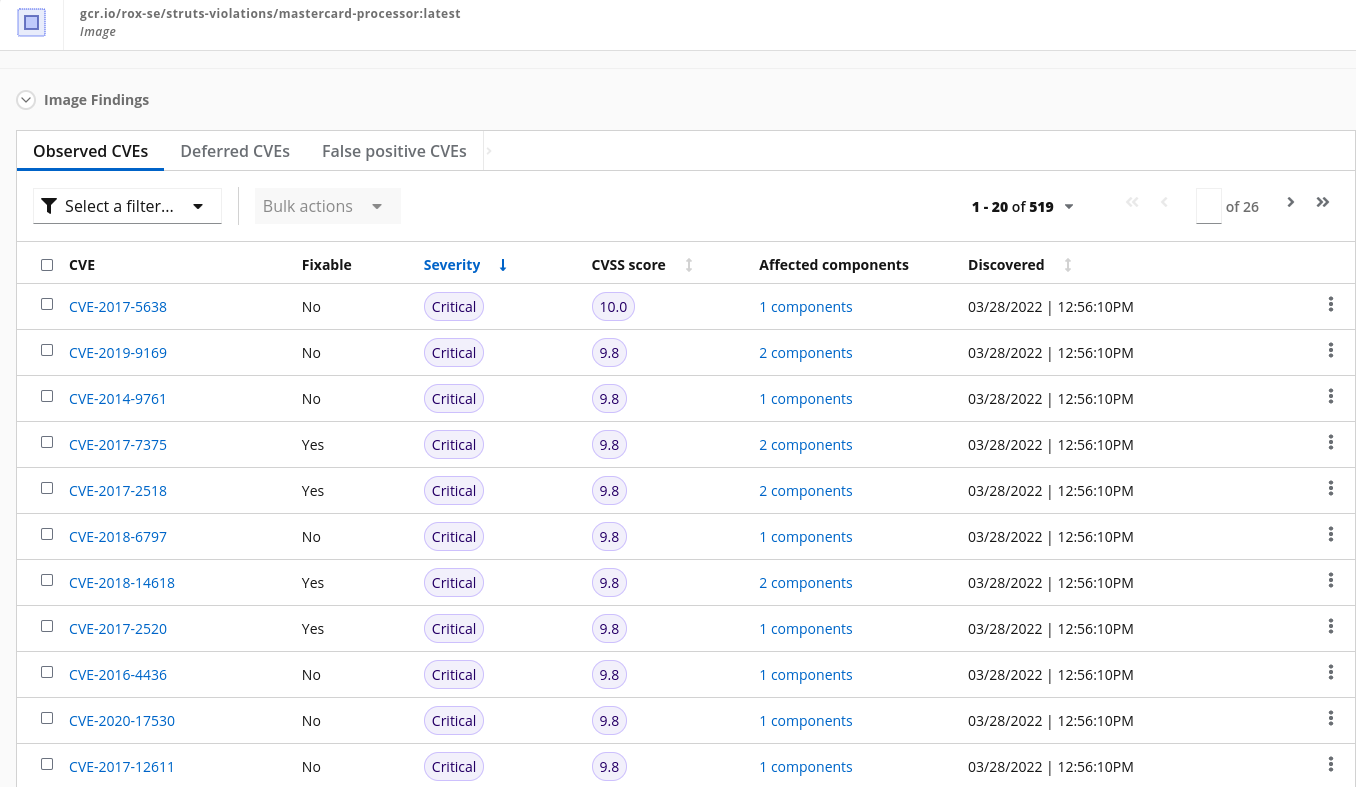 gcr.io/rox-se/struts-violations/mastercard-processor:latest
Image
Image Findings
Observed CVEs Deferred CVEs False positive CVEs
Select a filter... Bulk actions 1 - 20 of 519 of 26
CVE Fixable Severity CVSS score Affected components Discovered
CVE-2017-5638 No Critical 10.0 1 components 03/28/2022 | 12:56:10PM
CVE-2019-9169 No Critical 9.8 2 components 03/28/2022 | 12:56:10PM
CVE-2014-9761 No Critical 9.8 1 components 03/28/2022 | 12:56:10PM
CVE-2017-7375 Yes Critical 9.8 2 components 03/28/2022 | 12:56:10PM
CVE-2017-2518 Yes Critical 9.8 2 components 03/28/2022 | 12:56:10PM
CVE-2018-6797 No Critical 9.8 1 components 03/28/2022 | 12:56:10PM
CVE-2018-14618 Yes Critical 9.8 2 components 03/28/2022 | 12:56:10PM
CVE-2017-2520 Yes Critical 9.8 1 components 03/28/2022 | 12:56:10PM
CVE-2016-4436 No Critical 9.8 1 components 03/28/2022 | 12:56:10PM
CVE-2020-17530 No Critical 9.8 1 components 03/28/2022 | 12:56:10PM
CVE-2017-12611 No Critical 9.8 1 components 03/28/2022 | 12:56:10PM